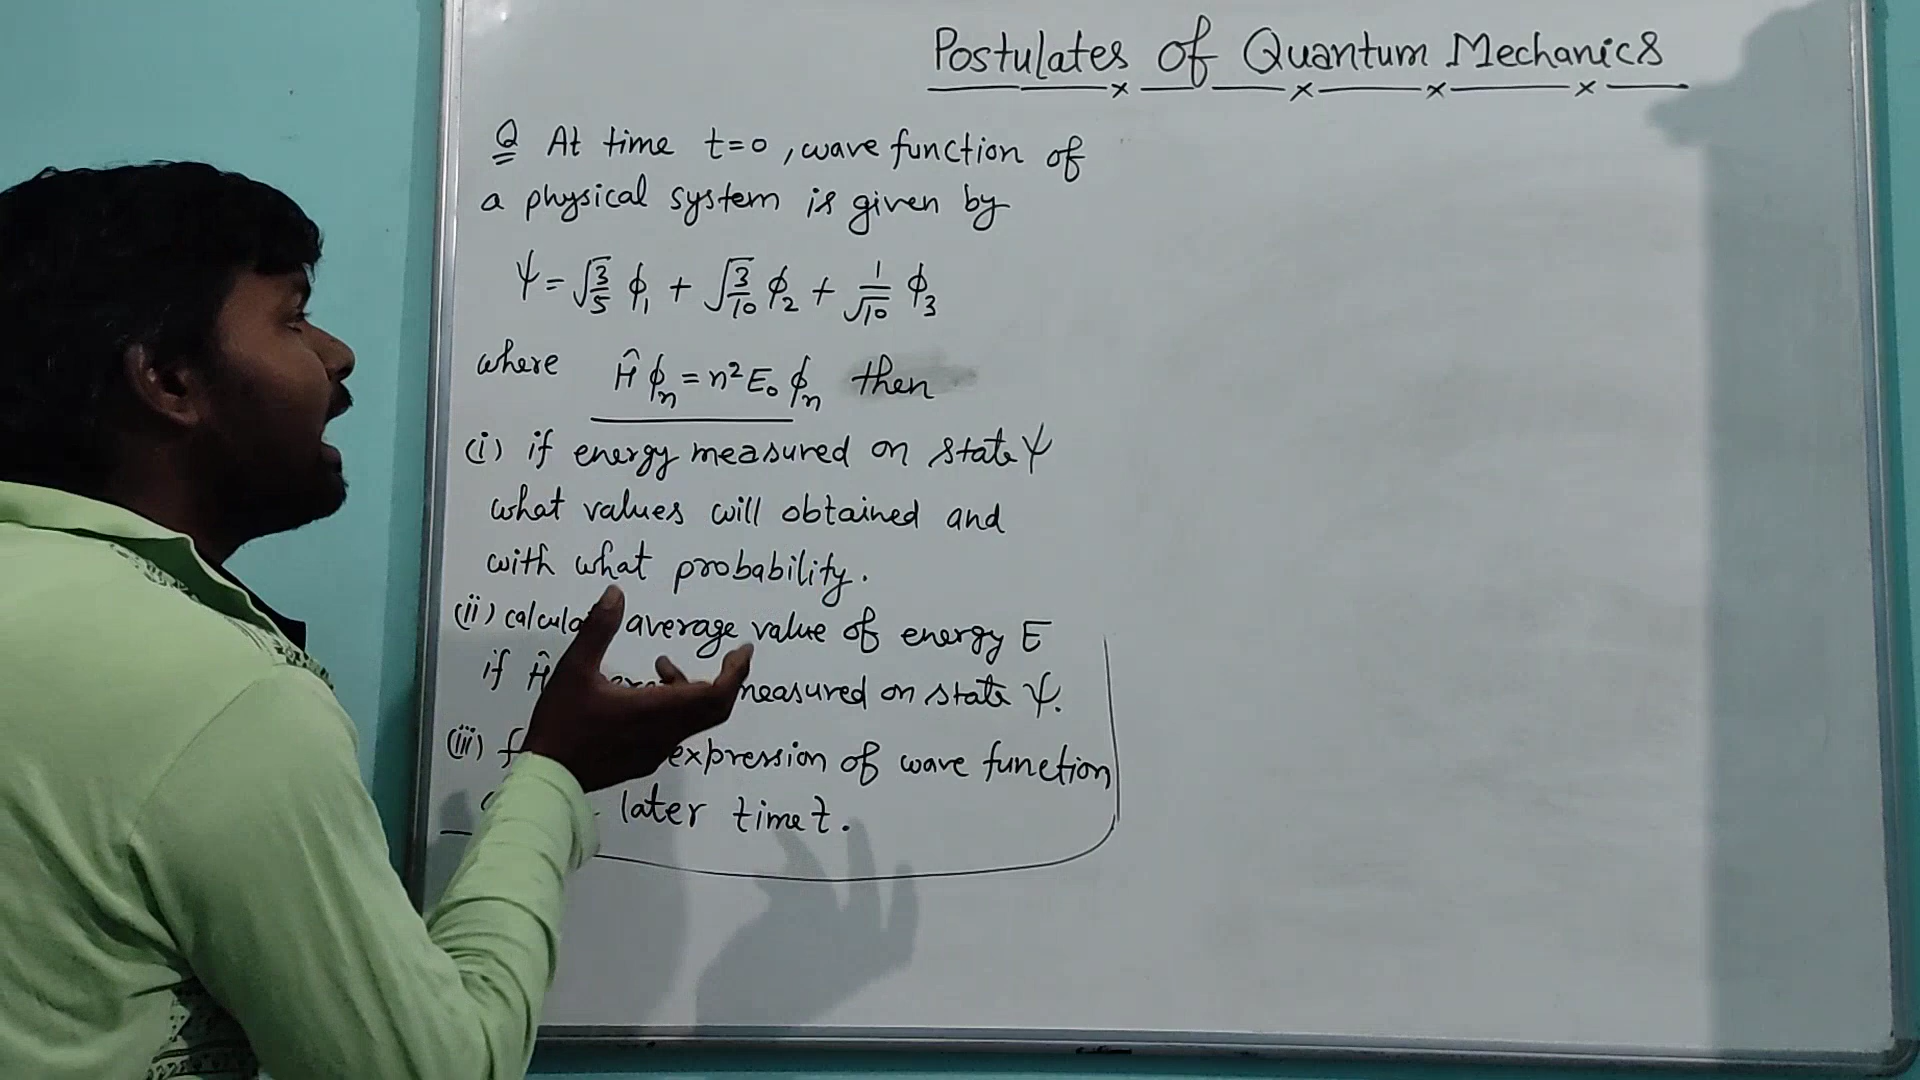 Postulates of Quantum Mechanics
Q At time t=0, wave function of
a physical system is given by
ψ = √3/5 ϕ₁ + √3/10 ϕ₂ + 1/√10 ϕ₃
where Ĥ ϕₙ = n² E₀ ϕₙ then
(i) if energy measured on state ψ
what values will obtained and
with what probability.
(ii) average value of energy E
if Ĥ measured on state ψ.
(iii) expression of wave function
later time t.